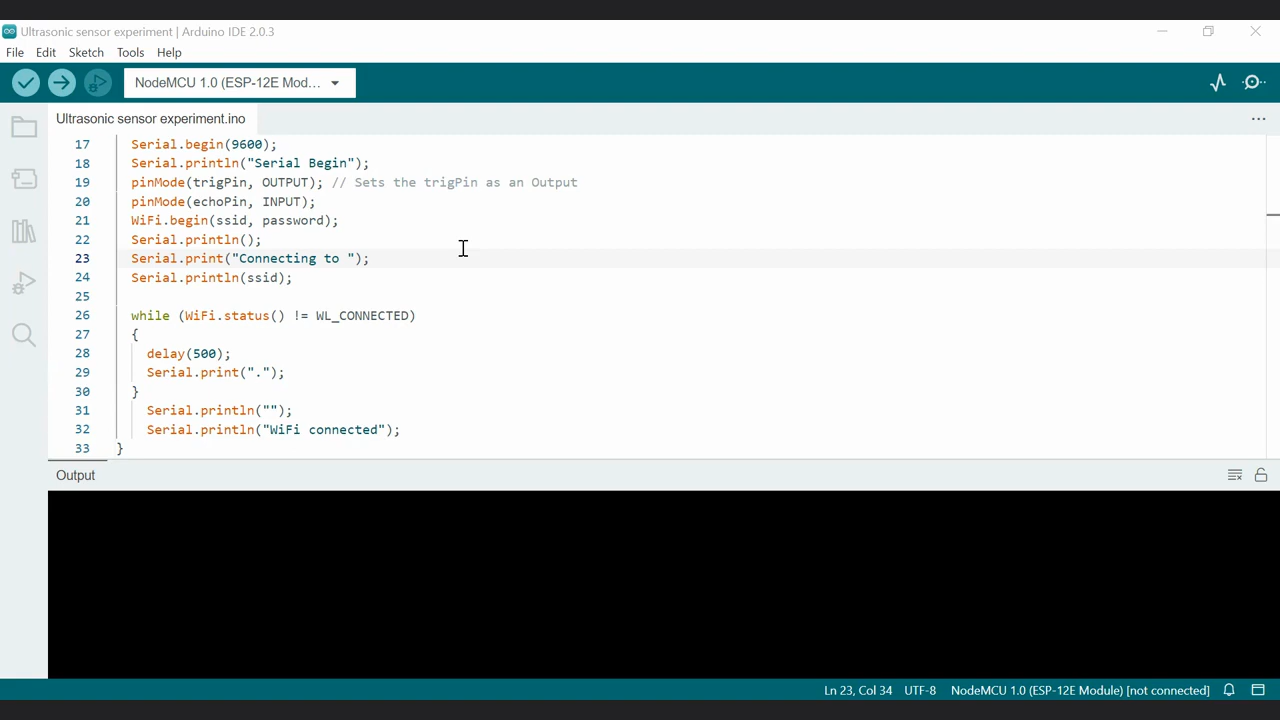 Ultrasonic sensor experiment | Arduino IDE 2.0.3
File Edit Sketch Tools Help
NodeMCU 1.0 (ESP-12E Mod...
Ultrasonic sensor experiment.ino
17 Serial.begin(9600);
18 Serial.println("Serial Begin");
19 pinMode(trigPin, OUTPUT); // Sets the trigPin as an Output
20 pinMode(echoPin, INPUT);
21 WiFi.begin(ssid, password);
22 Serial.println();
23 Serial.print("Connecting to ");
24 Serial.println(ssid);
25
26 while (WiFi.status() != WL_CONNECTED)
27 {
28 delay(500);
29 Serial.print(".");
30 }
31 Serial.println("");
32 Serial.println("WiFi connected");
33 }
Output
Ln 23, Col 34 UTF-8 NodeMCU 1.0 (ESP-12E Module) [not connected]